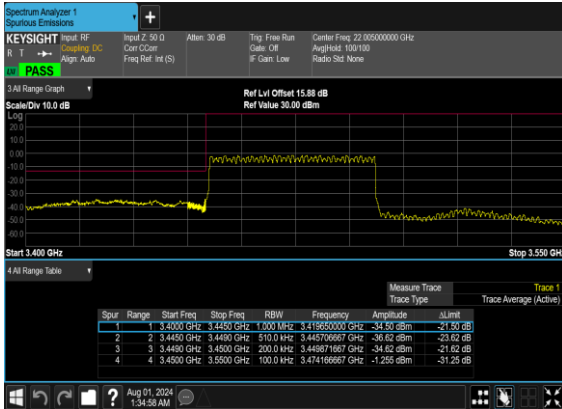 Spectrum Analyzer 1
Spurious Emissions
+
KEYSIGHT Input: RF Input Z: 50 Ω Atten: 30 dB Trig: Free Run Center Freq: 22.005000000 GHz
R T Coupling: DC Corr CCorr Gate: Off Avg|Hold: 100/100
Align: Auto Freq Ref: Int (S) IF Gain: Low Radio Std: None
PASS
3 All Range Graph
Ref Lvl Offset 15.88 dB
Scale/Div 10.0 dB Ref Value 30.00 dBm
Log
20.0
10.0
0.00
-10.0
-20.0
-30.0
-40.0
-50.0
-60.0
Start 3.400 GHz Stop 3.550 GHz
4 All Range Table
Measure Trace Trace 1
Trace Type Trace Average (Active)
Spur Range Start Freq Stop Freq RBW Frequency Amplitude ΔLimit
1 1 3.4000 GHz 3.4450 GHz 1.000 MHz 3.419650000 GHz -34.50 dBm -21.50 dB
2 2 3.4450 GHz 3.4490 GHz 510.0 kHz 3.445706667 GHz -36.62 dBm -23.62 dB
3 3 3.4490 GHz 3.4500 GHz 200.0 kHz 3.449871667 GHz -34.62 dBm -21.62 dB
4 4 3.4500 GHz 3.5500 GHz 100.0 kHz 3.474166667 GHz -1.255 dBm -31.25 dB
?
Aug 01, 2024
1:34:58 AM